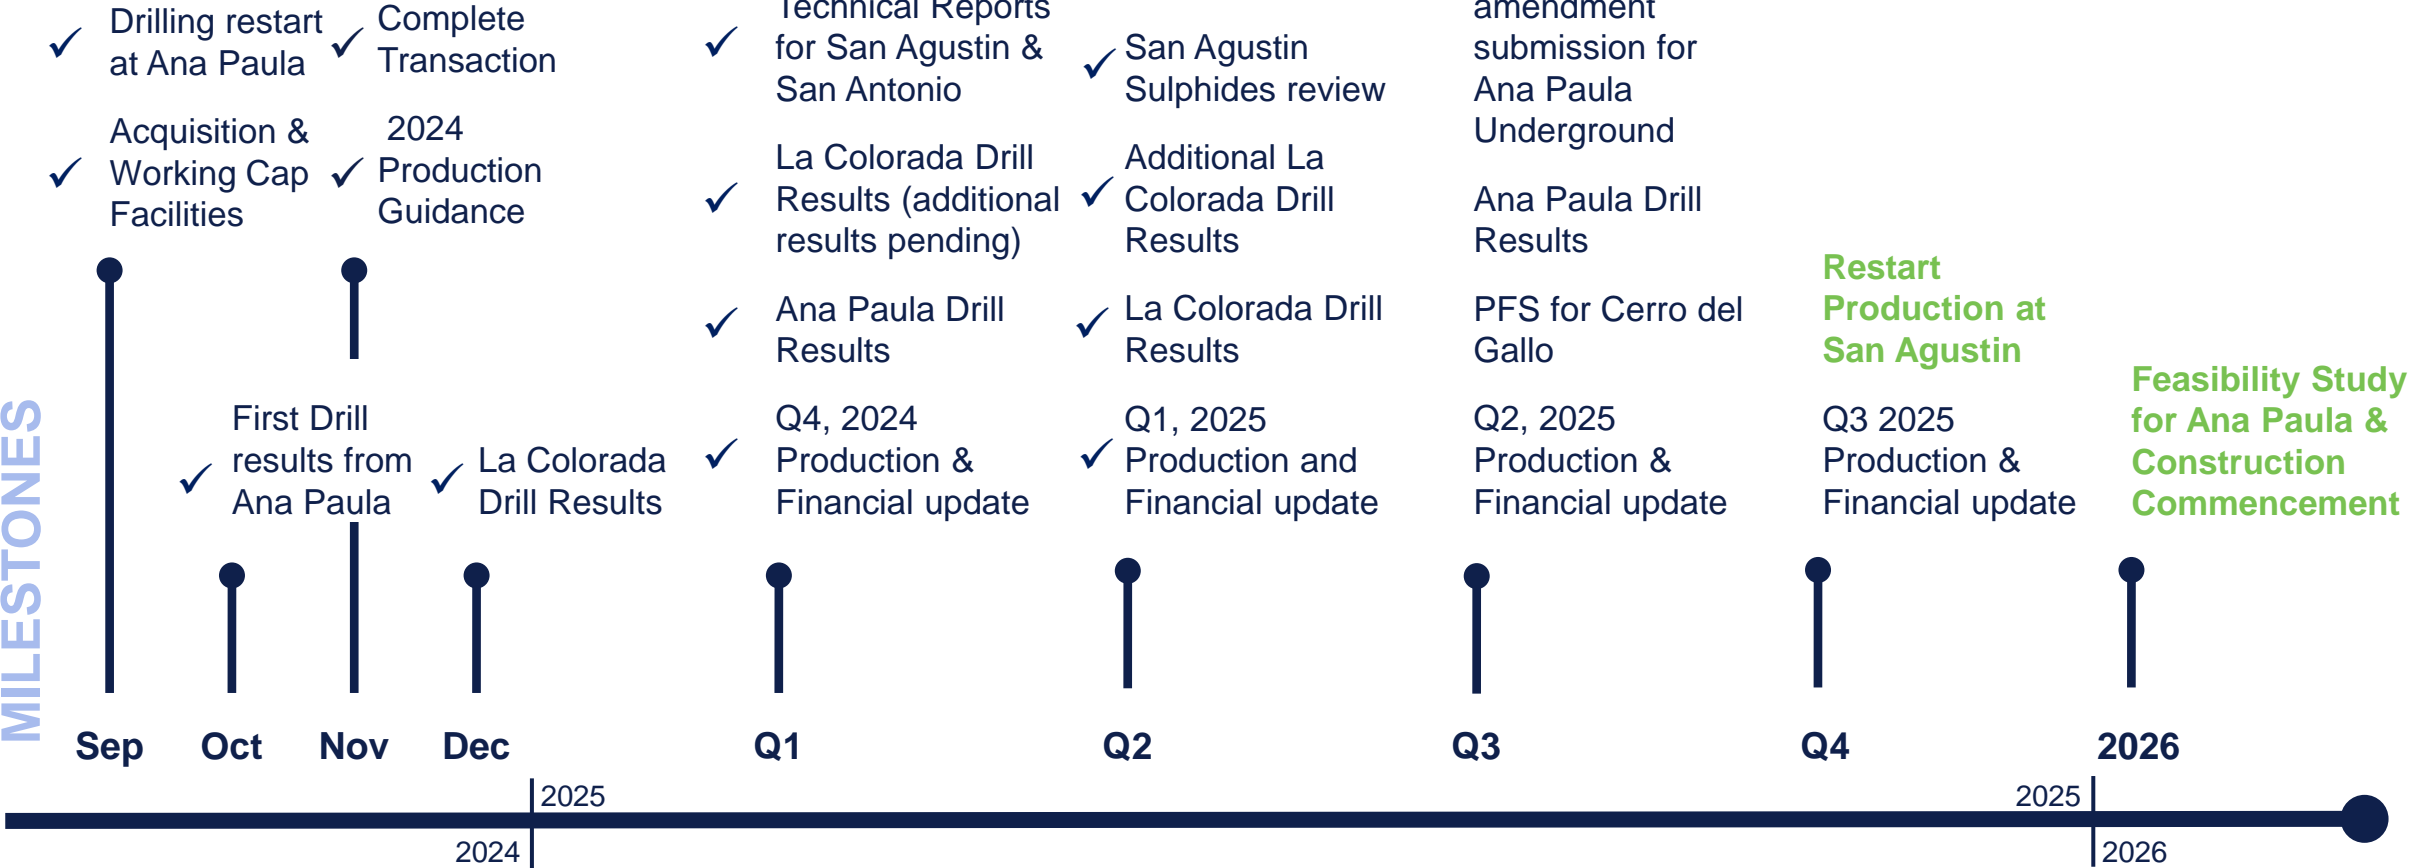 Drilling restart
at Ana Paula
Acquisition &
Working Cap
Facilities
Complete
Transaction
2024
Production
Guidance
First Drill
results from
Ana Paula
La Colorada
Drill Results
Technical Reports
for San Agustin &
San Antonio
La Colorada Drill
Results (additional
results pending)
Ana Paula Drill
Results
Q4, 2024
Production &
Financial update
San Agustin
Sulphides review
Additional La
Colorada Drill
Results
La Colorada Drill
Results
Q1, 2025
Production and
Financial update
amendment
submission for
Ana Paula
Underground
Ana Paula Drill
Results
PFS for Cerro del
Gallo
Q2, 2025
Production &
Financial update
Restart
Production at
San Agustin
Q3 2025
Production &
Financial update
Feasibility Study
for Ana Paula &
Construction
Commencement
MILESTONES
Sep
Oct
Nov
Dec
Q1
Q2
Q3
Q4
2026
2025
2024
2025
2026